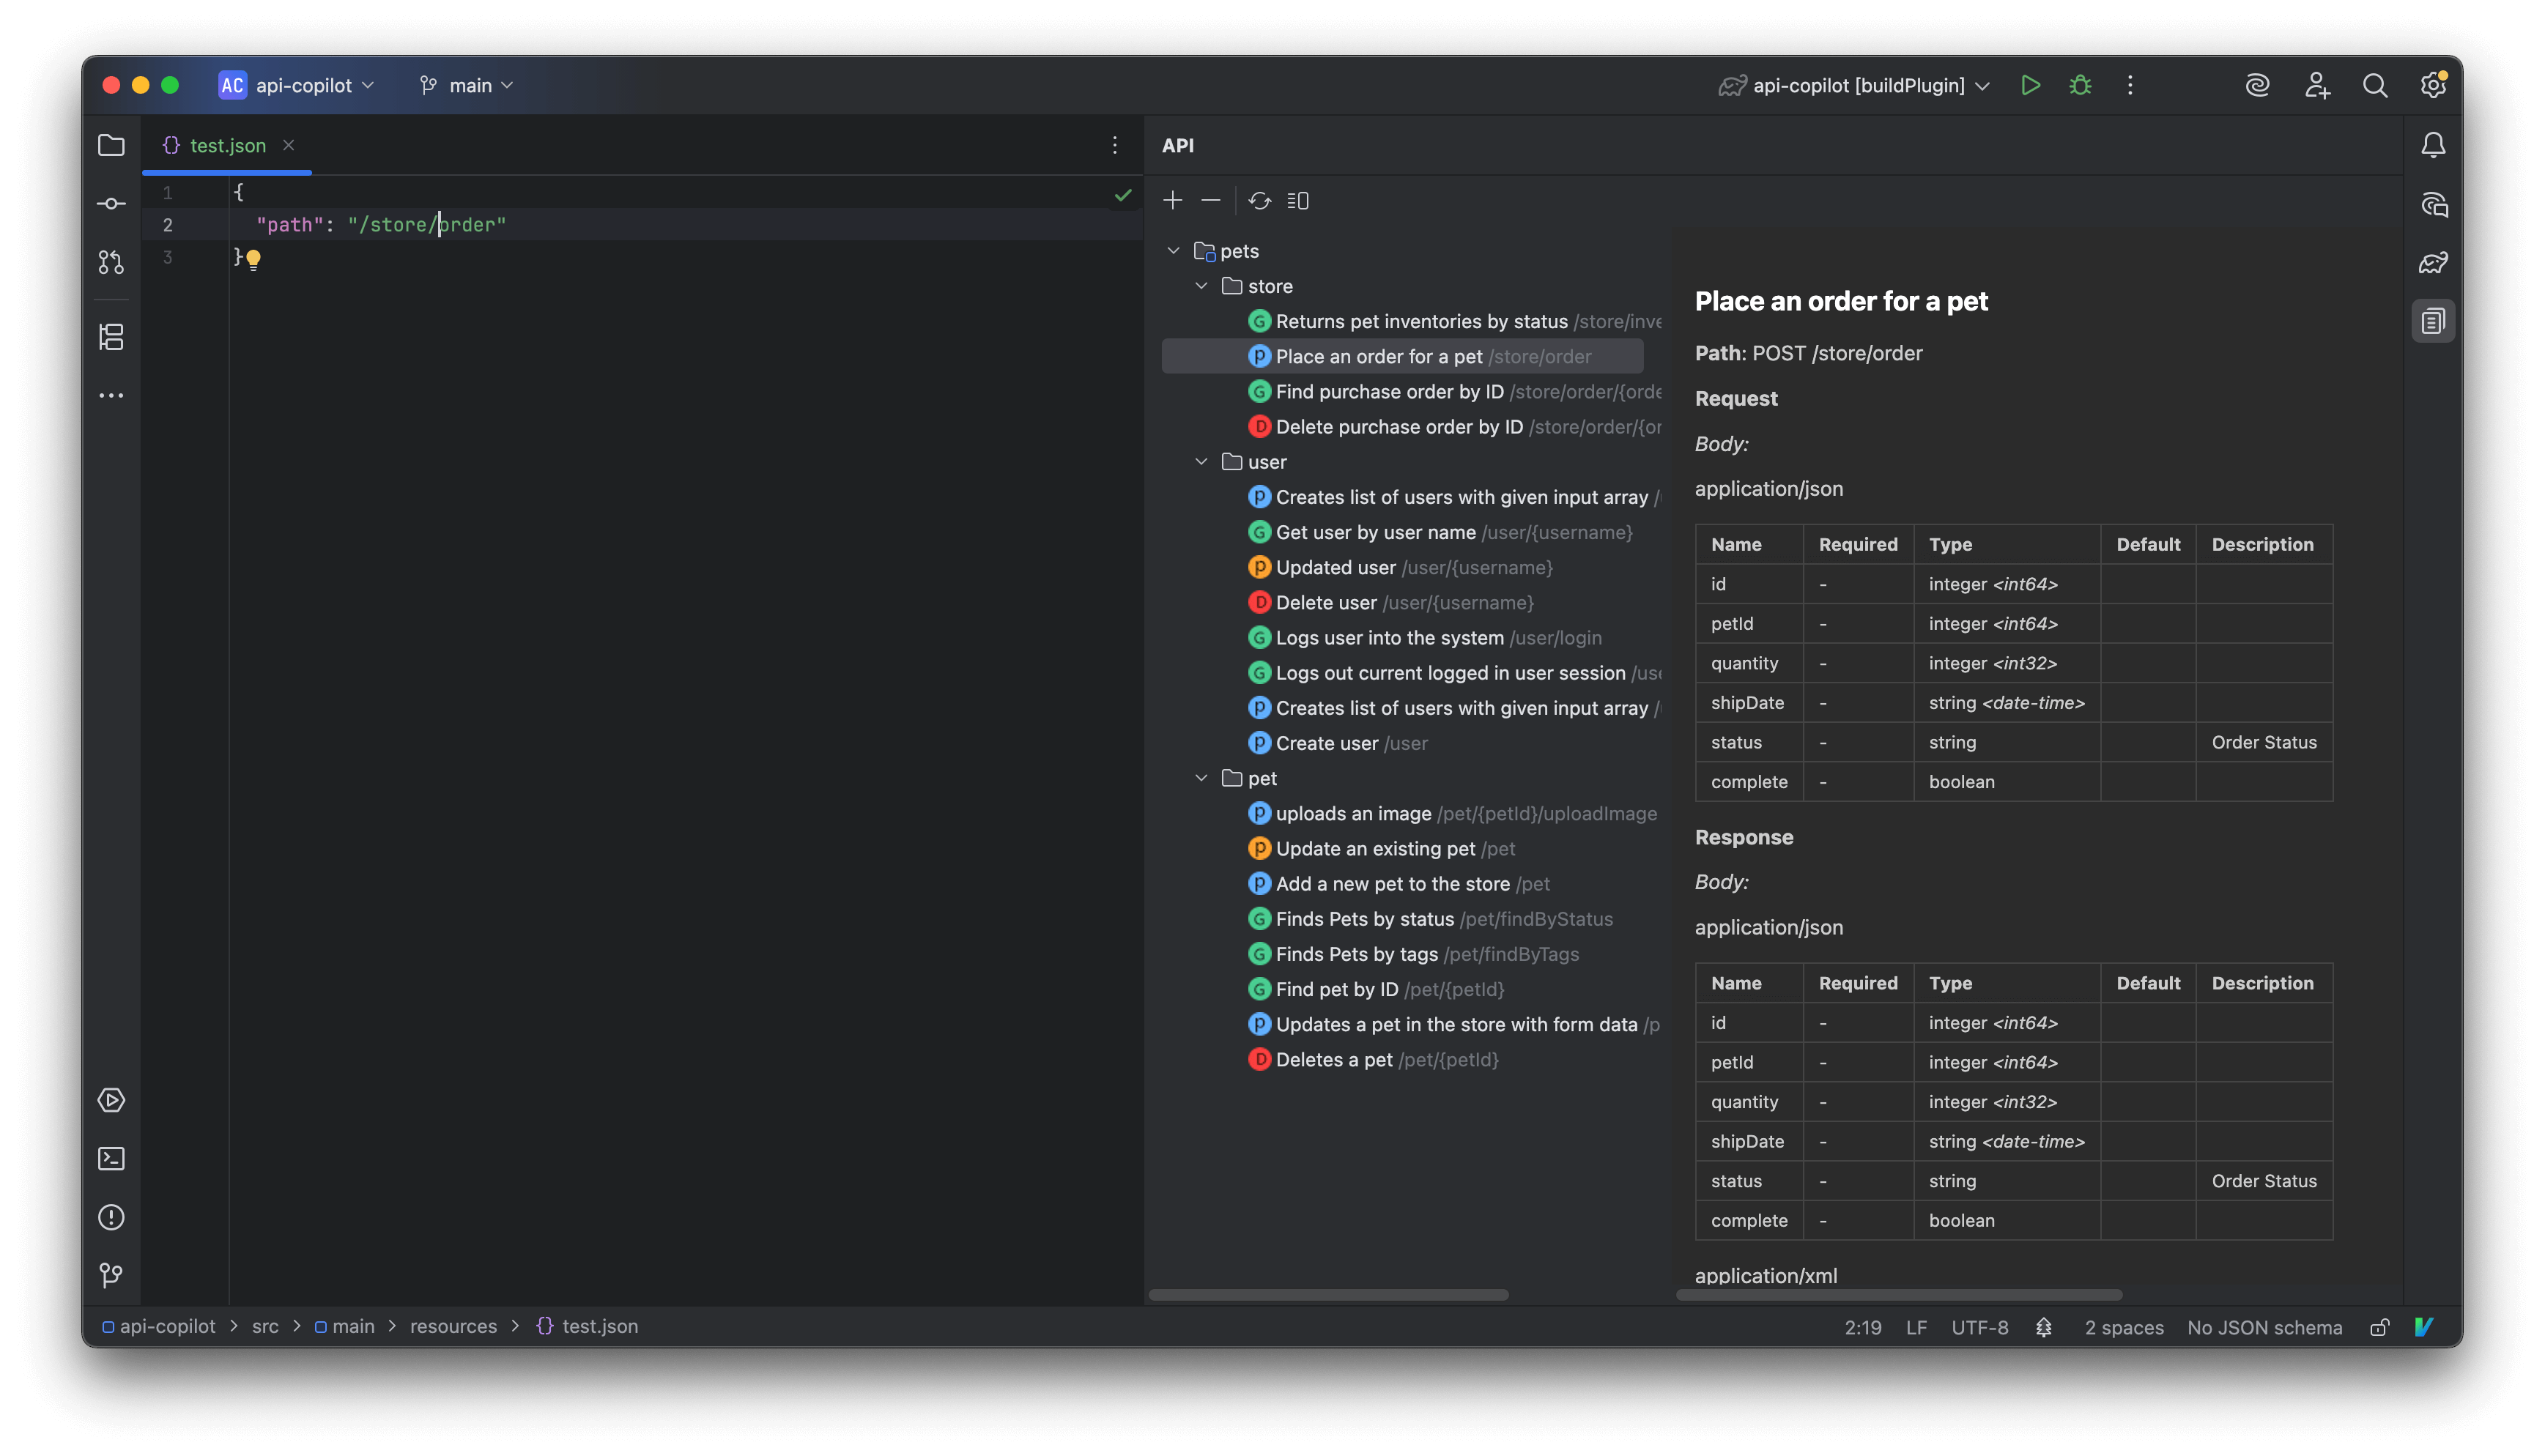 AC api-copilot main api-copilot [buildPlugin]
test.json
API
1 {
2 "path": "/store/order"
3 }
pets
store
G Returns pet inventories by status /store/inve
P Place an order for a pet /store/order
G Find purchase order by ID /store/order/{orde
D Delete purchase order by ID /store/order/{or
user
P Creates list of users with given input array /
G Get user by user name /user/{username}
P Updated user /user/{username}
D Delete user /user/{username}
G Logs user into the system /user/login
G Logs out current logged in user session /use
P Creates list of users with given input array /
P Create user /user
pet
P uploads an image /pet/{petId}/uploadImage
P Update an existing pet /pet
P Add a new pet to the store /pet
G Finds Pets by status /pet/findByStatus
G Finds Pets by tags /pet/findByTags
G Find pet by ID /pet/{petId}
P Updates a pet in the store with form data /p
D Deletes a pet /pet/{petId}
Place an order for a pet
Path: POST /store/order
Request
Body:
application/json
Name Required Type Default Description
id - integer <int64>
petId - integer <int64>
quantity - integer <int32>
shipDate - string <date-time>
status - string Order Status
complete - boolean
Response
Body:
application/json
Name Required Type Default Description
id - integer <int64>
petId - integer <int64>
quantity - integer <int32>
shipDate - string <date-time>
status - string Order Status
complete - boolean
application/xml
api-copilot > src > main > resources > {} test.json
2:19 LF UTF-8 2 spaces No JSON schema